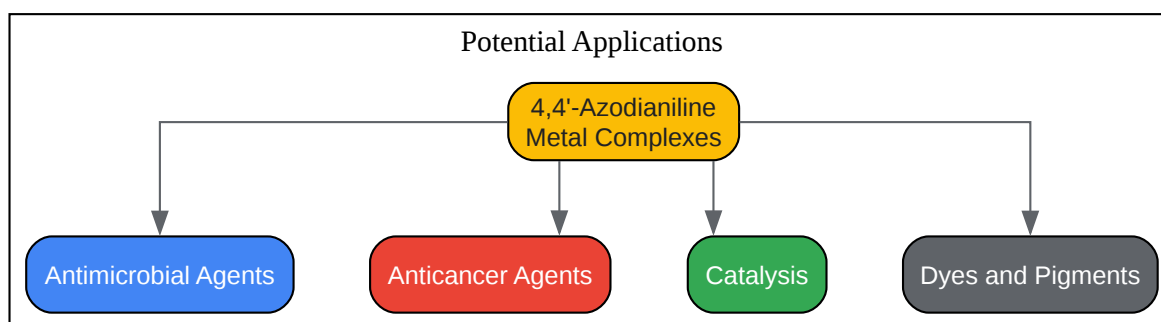 Potential Applications
4,4'-Azodianiline
Metal Complexes
Antimicrobial Agents
Anticancer Agents
Catalysis
Dyes and Pigments